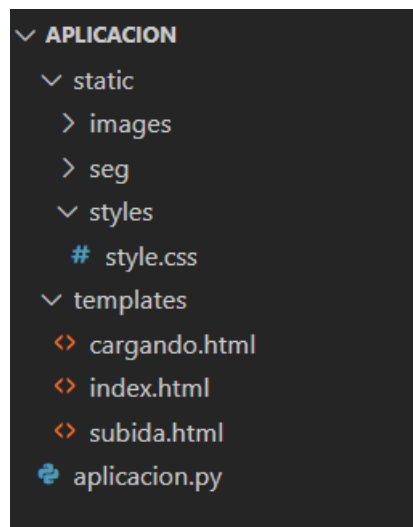 APLICACION
static
images
seg
styles
# style.css
templates
<> cargando.html
<> index.html
<> subida.html
aplicacion.py